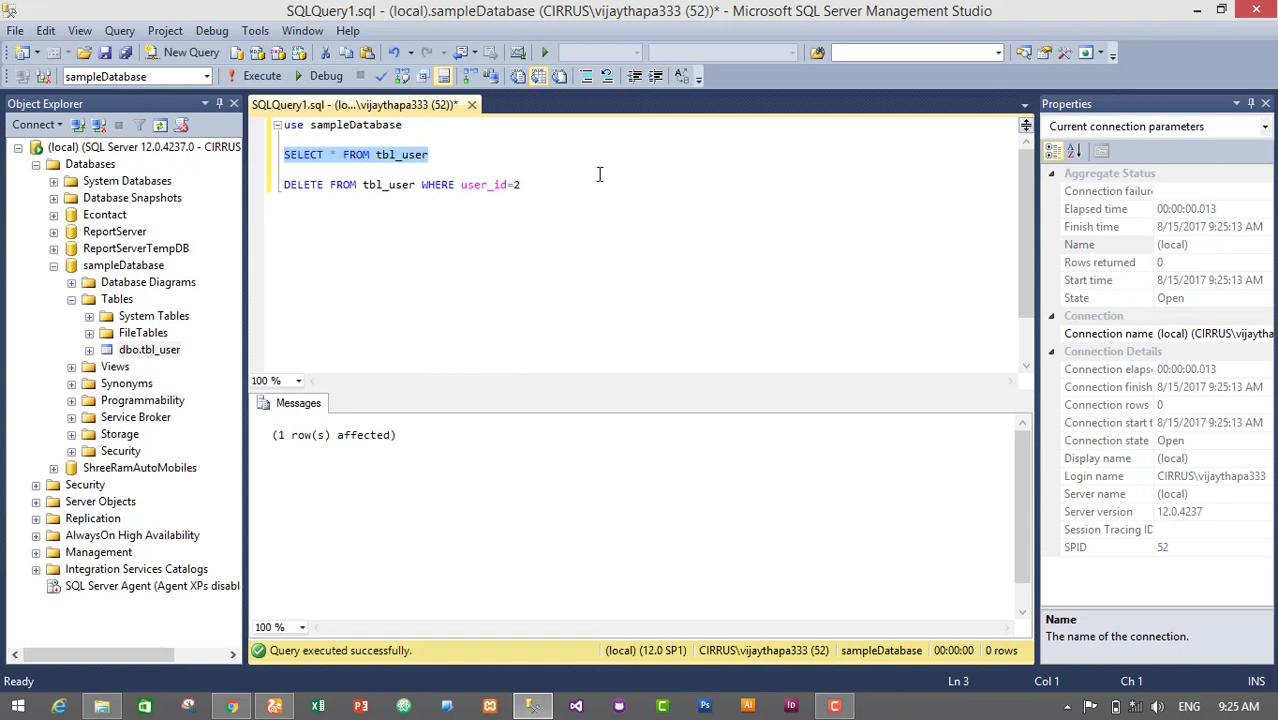 SQLQuery1.sql - (local).sampleDatabase (CIRRUS\vijaythapa333 (52))* - Microsoft SQL Server Management Studio
File Edit View Query Project Debug Tools Window Help
New Query
sampleDatabase Execute Debug
Object Explorer
Connect
(local) (SQL Server 12.0.4237.0 - CIRRUS
Databases
System Databases
Database Snapshots
Econtact
ReportServer
ReportServerTempDB
sampleDatabase
Database Diagrams
Tables
System Tables
FileTables
dbo.tbl_user
Views
Synonyms
Programmability
Service Broker
Storage
Security
ShreeRamAutoMobiles
Security
Server Objects
Replication
AlwaysOn High Availability
Management
Integration Services Catalogs
SQL Server Agent (Agent XPs disabl
SQLQuery1.sql - (lo...\vijaythapa333 (52))*
use sampleDatabase
SELECT * FROM tbl_user
DELETE FROM tbl_user WHERE user_id=2
100 %
Messages
(1 row(s) affected)
100 %
Query executed successfully. (local) (12.0 SP1) CIRRUS\vijaythapa333 (52) sampleDatabase 00:00:00 0 rows
Properties
Current connection parameters
Aggregate Status
Connection failure
Elapsed time 00:00:00.013
Finish time 8/15/2017 9:25:13 AM
Name (local)
Rows returned 0
Start time 8/15/2017 9:25:13 AM
State Open
Connection
Connection name (local) (CIRRUS\vijaytha
Connection Details
Connection elaps 00:00:00.013
Connection finish 8/15/2017 9:25:13 AM
Connection rows 0
Connection start t 8/15/2017 9:25:13 AM
Connection state Open
Display name (local)
Login name CIRRUS\vijaythapa333
Server name (local)
Server version 12.0.4237
Session Tracing ID
SPID 52
Name
The name of the connection.
Ready Ln 3 Col 1 Ch 1 INS
ENG 9:25 AM